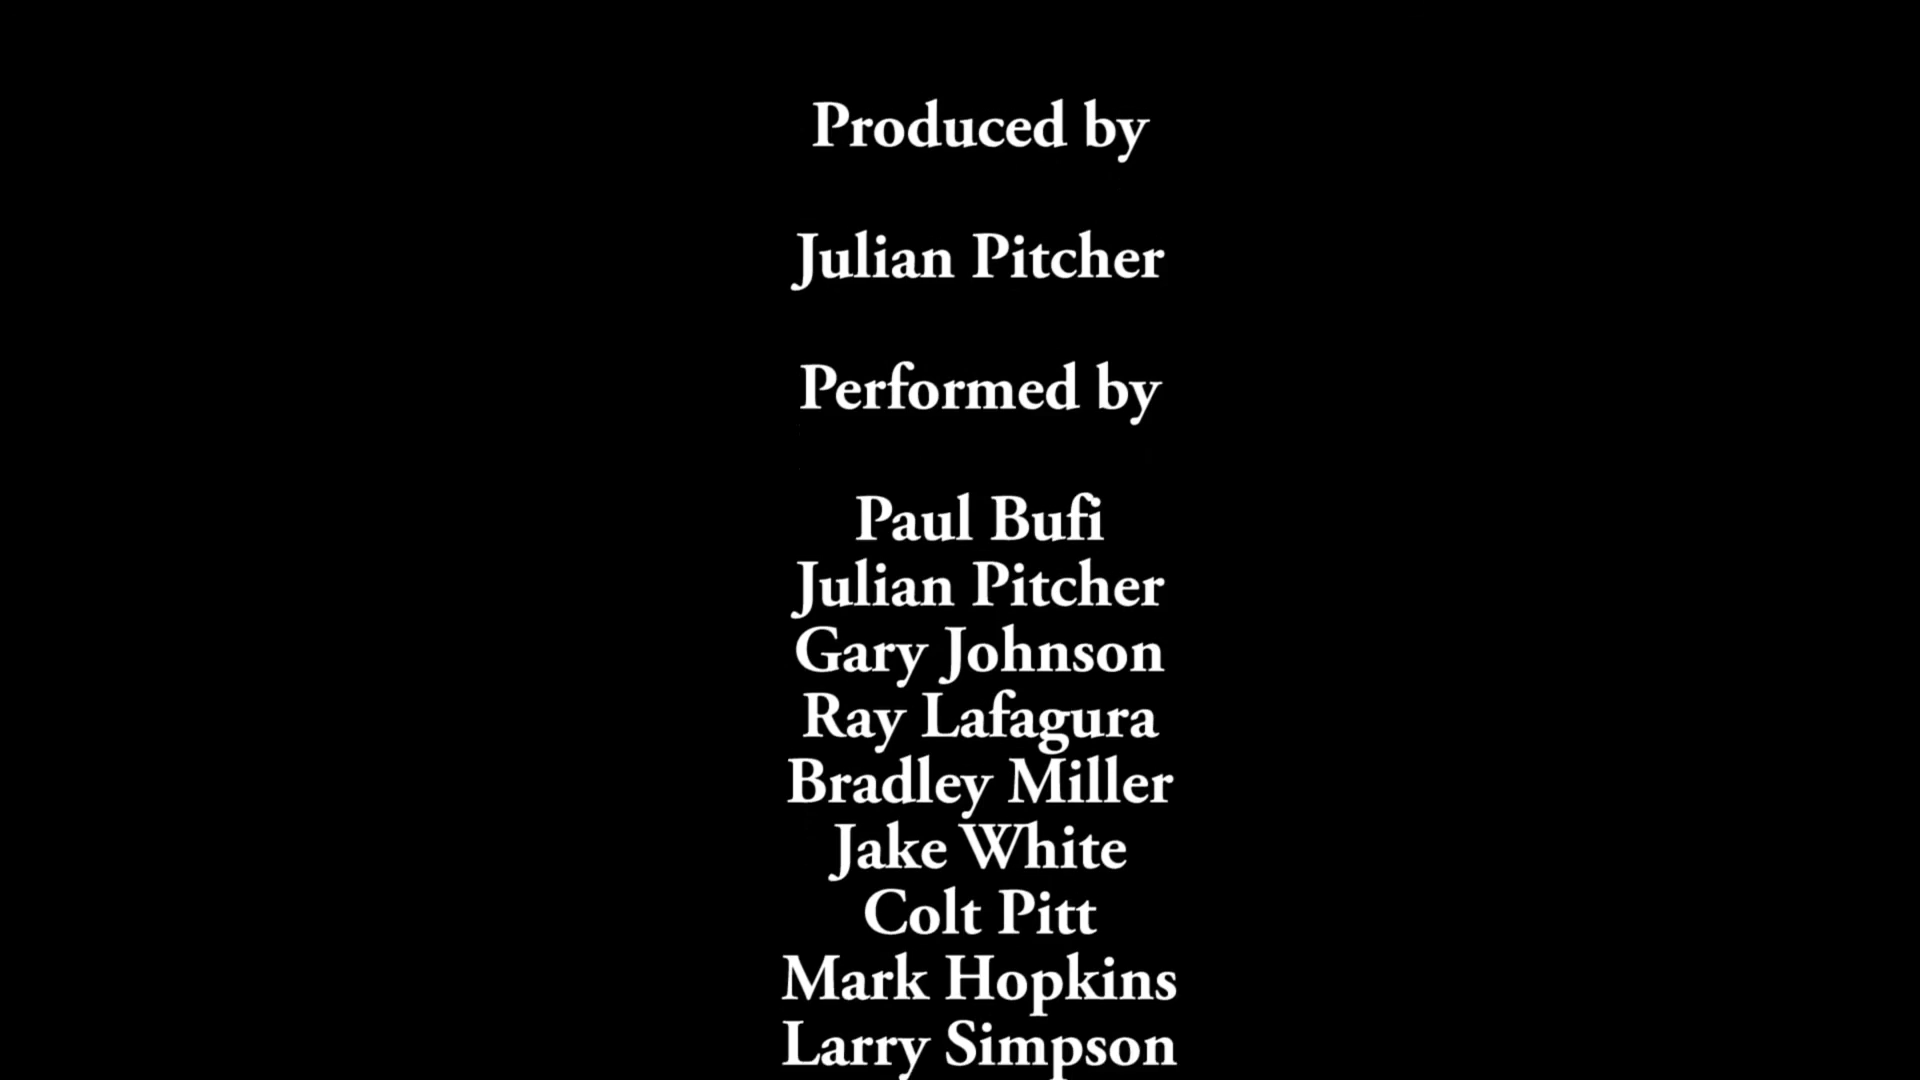 Produced by
Julian Pitcher
Performed by
Paul Bufi
Julian Pitcher
Gary Johnson
Ray Lafagura
Bradley Miller
Jake White
Colt Pitt
Mark Hopkins
Larry Simpson